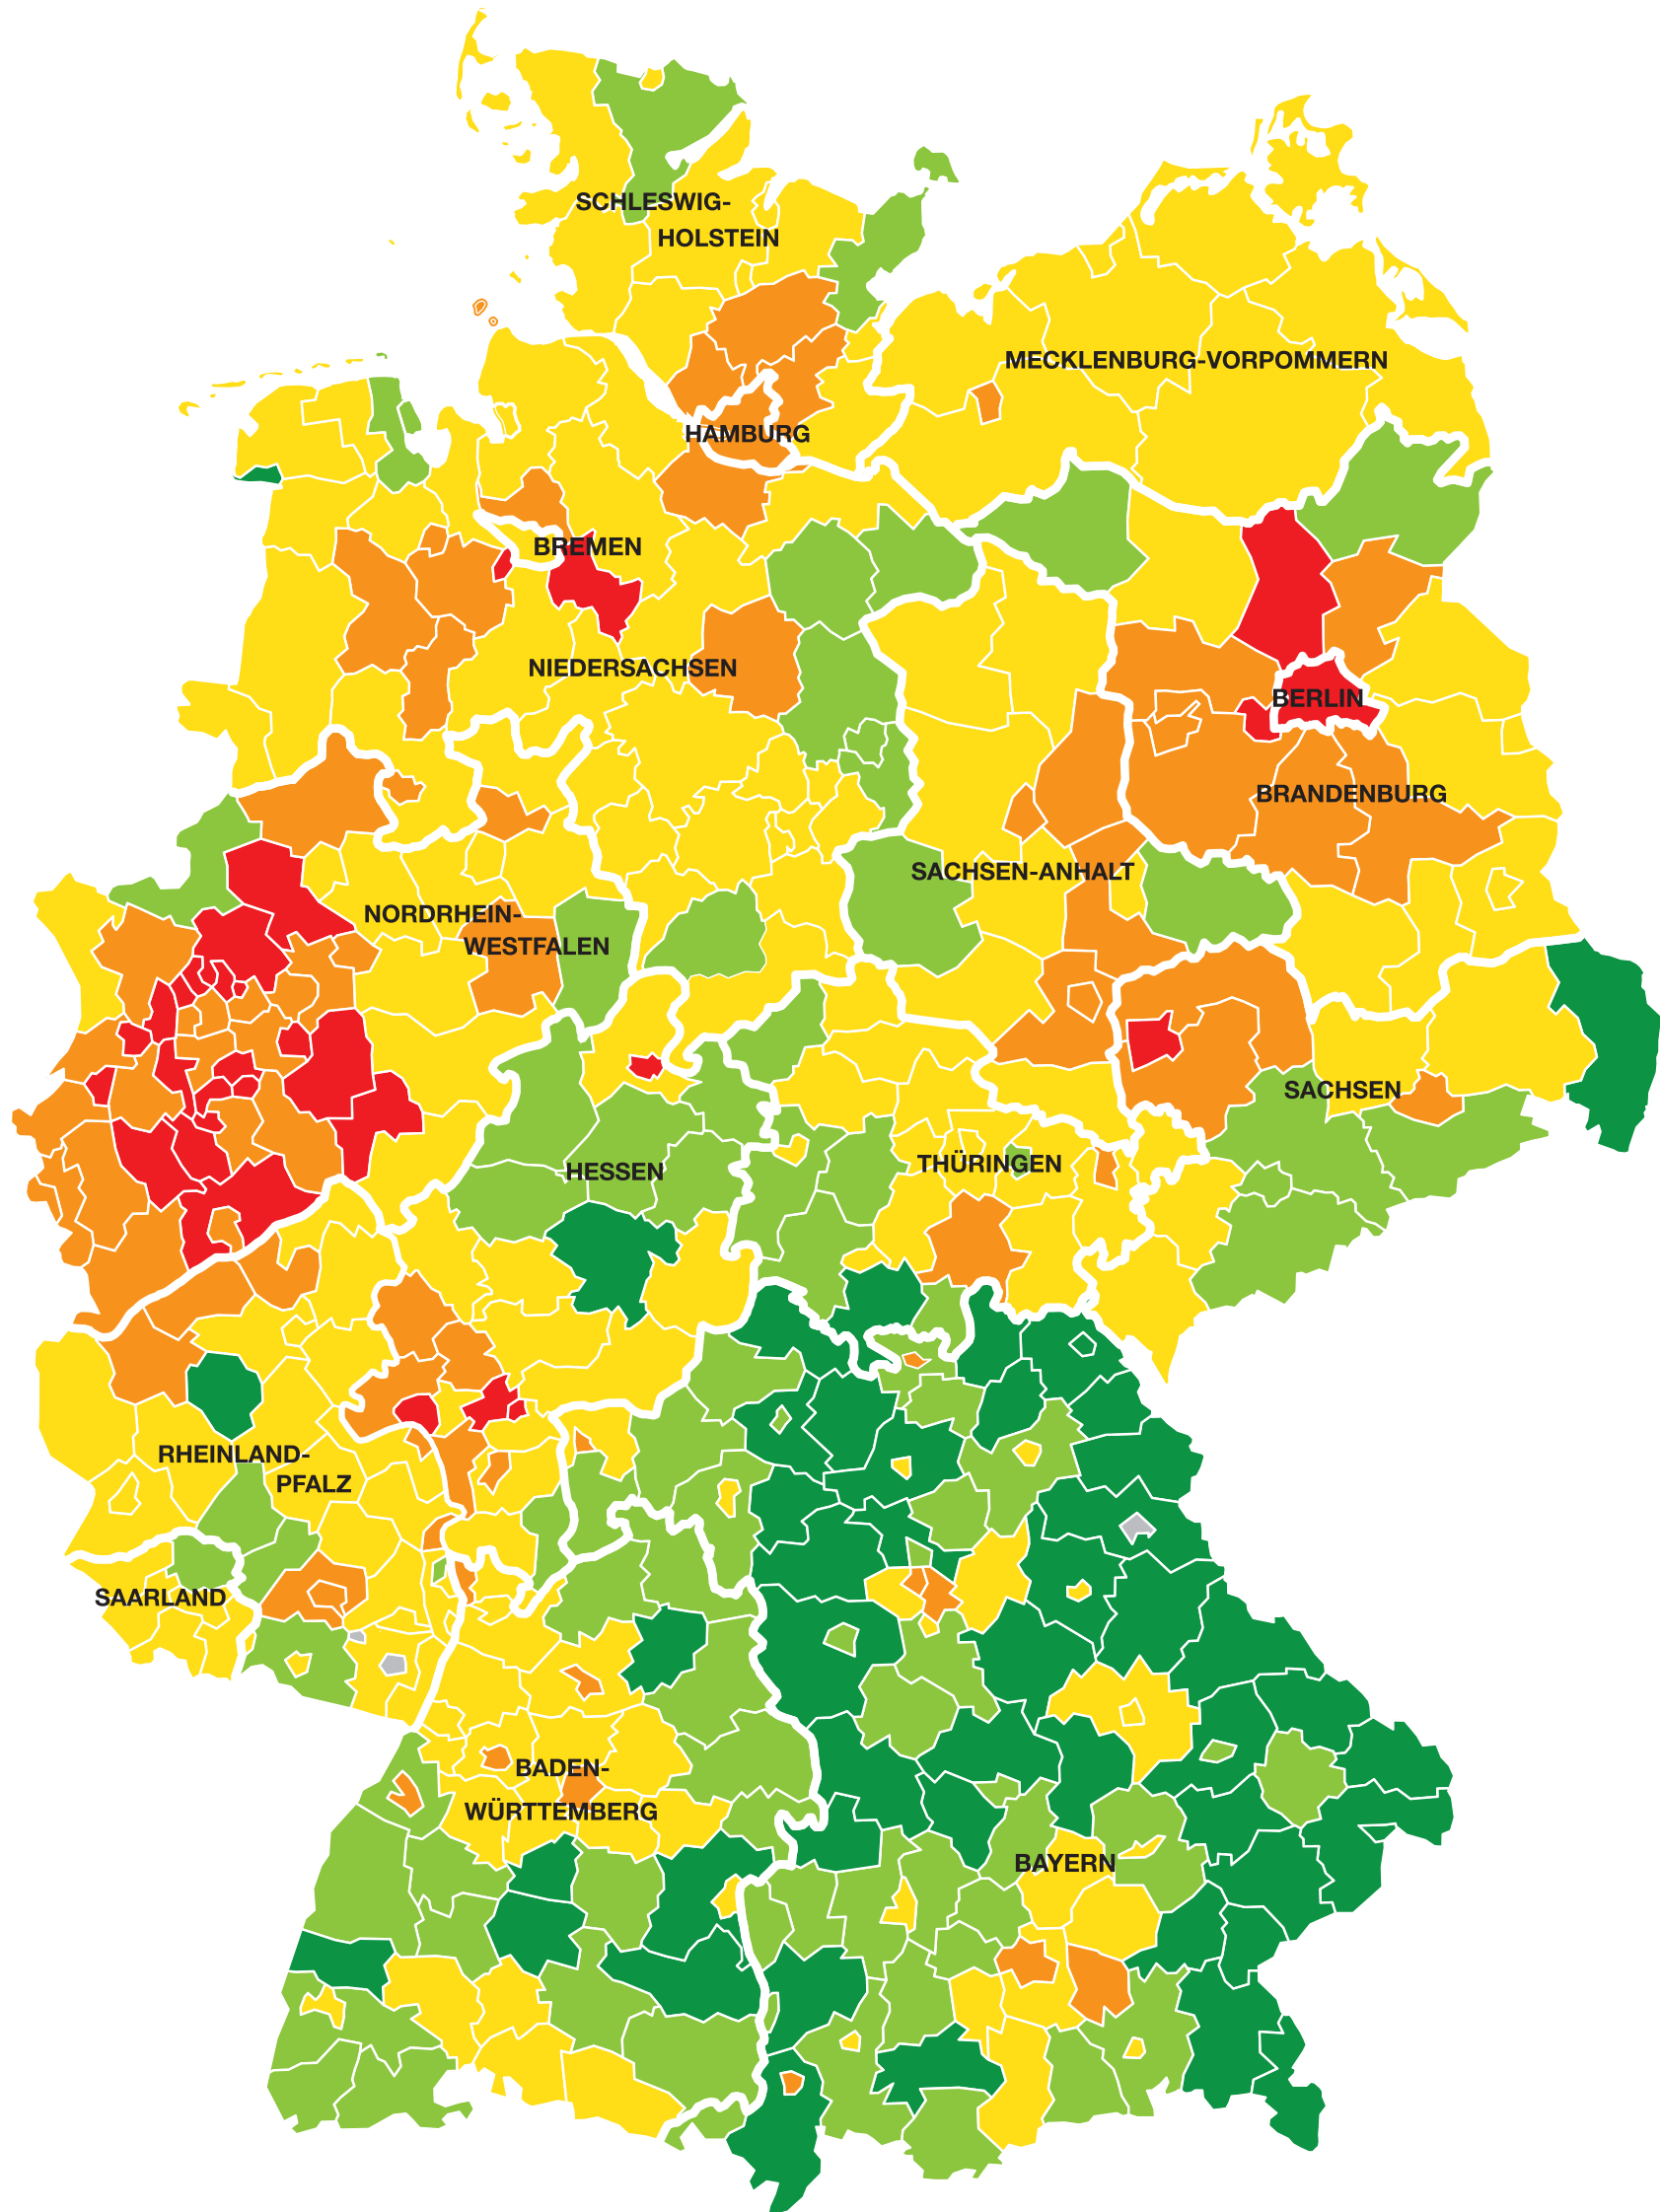 SCHLESWIG-
HOLSTEIN
MECKLENBURG-VORPOMMERN
HAMBURG
BREMEN
NIEDERSACHSEN
BERLIN
BRANDENBURG
SACHSEN-ANHALT
NORDRHEIN-
WESTFALEN
SACHSEN
THÜRINGEN
HESSEN
RHEINLAND-
PFALZ
SAARLAND
BADEN-
WÜRTTEMBERG
BAYERN